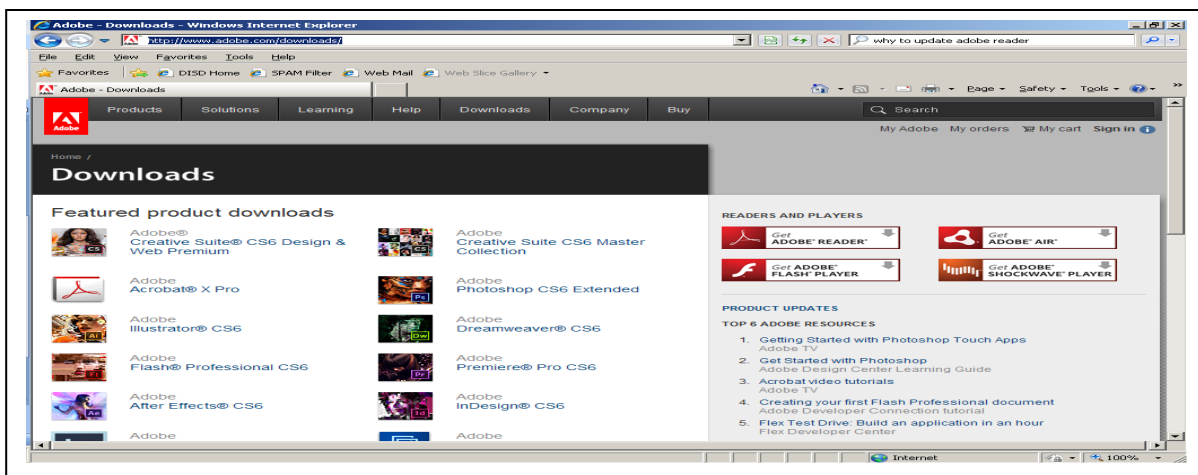 Adobe - Downloads - Windows Internet Explorer
http://www.adobe.com/downloads/
why to update adobe reader
File Edit View Favorites Tools Help
Favorites DISD Home SPAM Filter Web Mail Web Slice Gallery
Adobe - Downloads
Page Safety Tools
Adobe
Products Solutions Learning Help Downloads Company Buy
Search
My Adobe My orders My cart Sign in
Home /
Downloads
Featured product downloads
Adobe®
Creative Suite® CS6 Design &
Web Premium
Adobe
Creative Suite CS6 Master
Collection
Adobe
Acrobat® X Pro
Adobe
Photoshop CS6 Extended
Adobe
Illustrator® CS6
Adobe
Dreamweaver® CS6
Adobe
Flash® Professional CS6
Adobe
Premiere® Pro CS6
Adobe
After Effects® CS6
Adobe
InDesign® CS6
Adobe
Adobe
READERS AND PLAYERS
Get
ADOBE® READER®
Get
ADOBE® AIR®
Get ADOBE®
FLASH® PLAYER
Get ADOBE®
SHOCKWAVE® PLAYER
PRODUCT UPDATES
TOP 6 ADOBE RESOURCES
1. Getting Started with Photoshop Touch Apps
Adobe TV
2. Get Started with Photoshop
Adobe Design Center Learning Guide
3. Acrobat video tutorials
Adobe TV
4. Creating your first Flash Professional document
Adobe Developer Connection tutorial
5. Flex Test Drive: Build an application in an hour
Flex Developer Center
Internet
100%